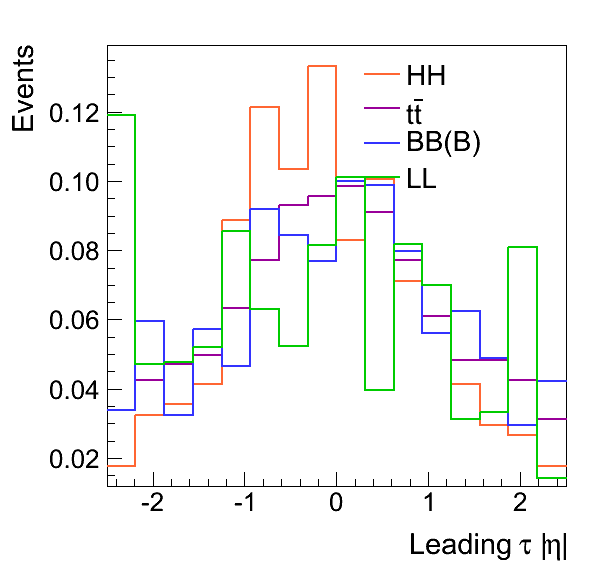 Events
HH
tt̄
BB(B)
LL
0.12
0.10
0.08
0.06
0.04
0.02
-2 -1 0 1 2
Leading τ |η|